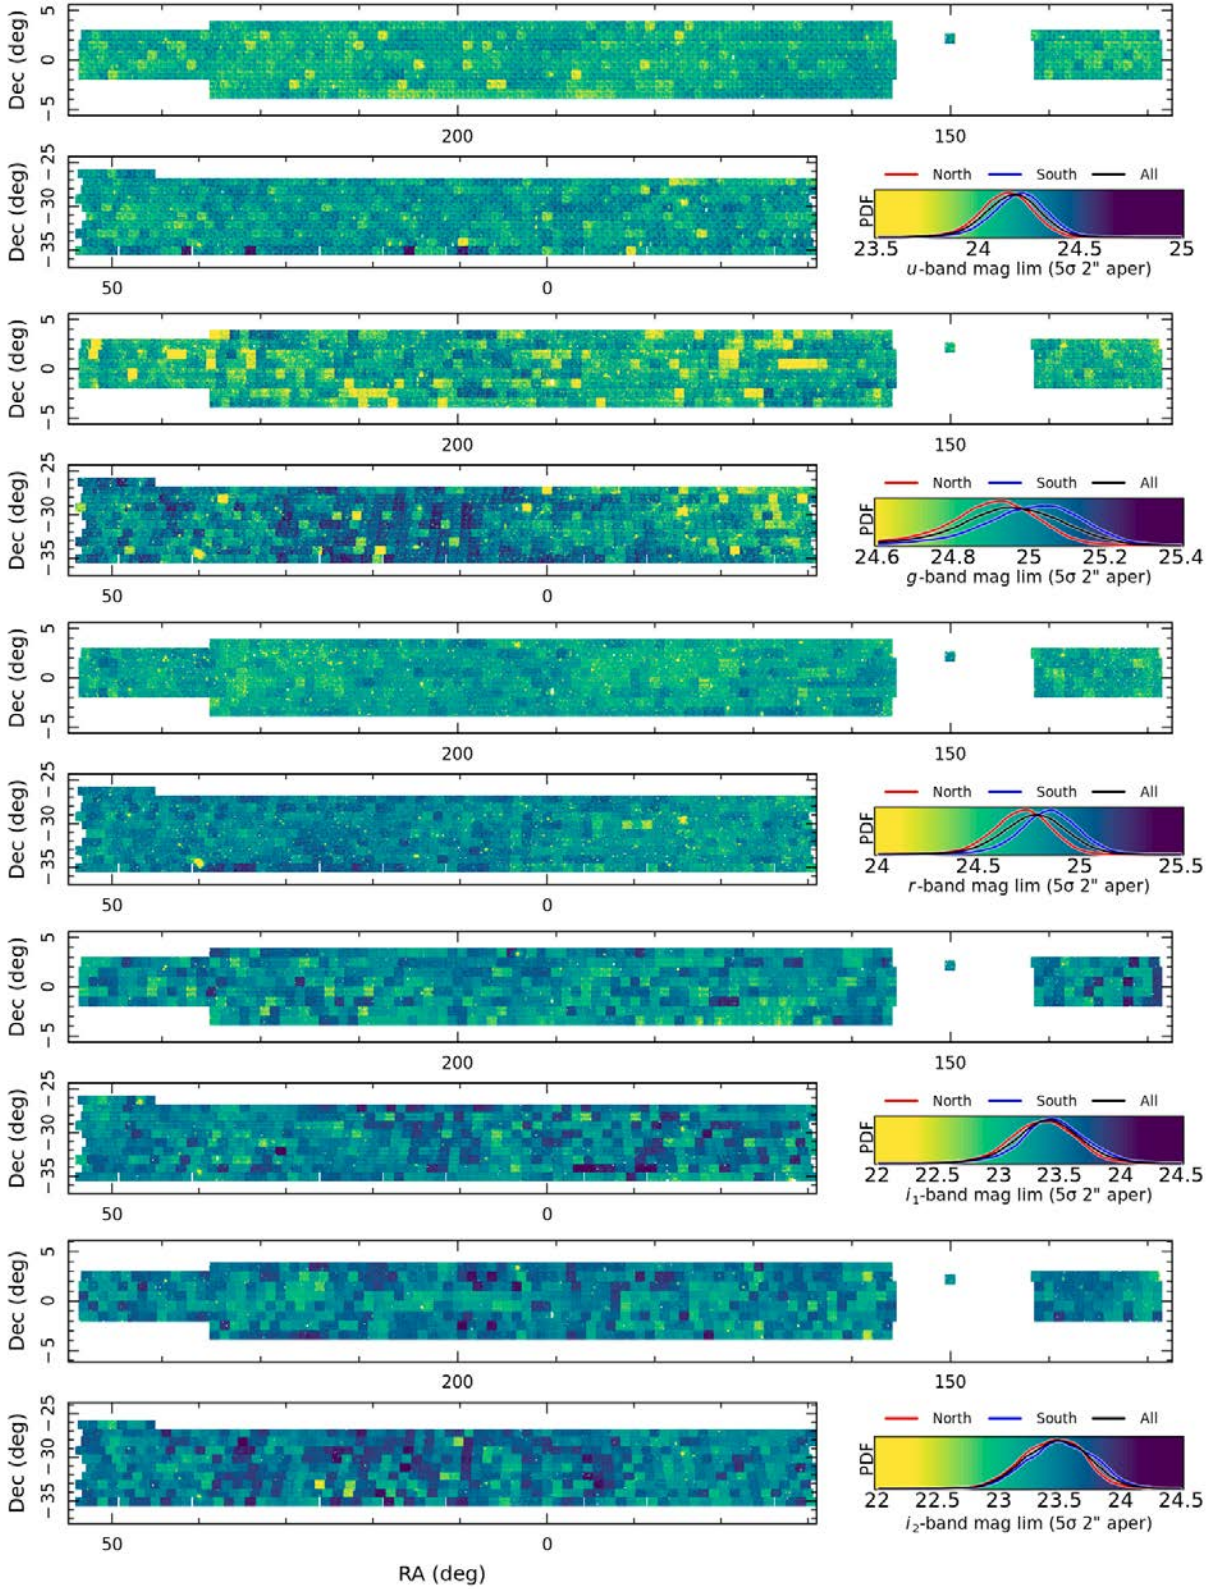 Dec (deg)
5
0
−5
200
150
Dec (deg)
−25
−30
−35
50
0
North South All
PDF
23.5 24 24.5 25
u-band mag lim (5σ 2" aper)
Dec (deg)
5
0
−5
200
150
Dec (deg)
−25
−30
−35
50
0
North South All
PDF
24.6 24.8 25 25.2 25.4
g-band mag lim (5σ 2" aper)
Dec (deg)
5
0
−5
200
150
Dec (deg)
−25
−30
−35
50
0
North South All
PDF
24 24.5 25 25.5
r-band mag lim (5σ 2" aper)
Dec (deg)
5
0
−5
200
150
Dec (deg)
−25
−30
−35
50
0
North South All
PDF
22 22.5 23 23.5 24 24.5
i₁-band mag lim (5σ 2" aper)
Dec (deg)
5
0
−5
200
150
Dec (deg)
−25
−30
−35
50
0
North South All
PDF
22 22.5 23 23.5 24 24.5
i₂-band mag lim (5σ 2" aper)
RA (deg)